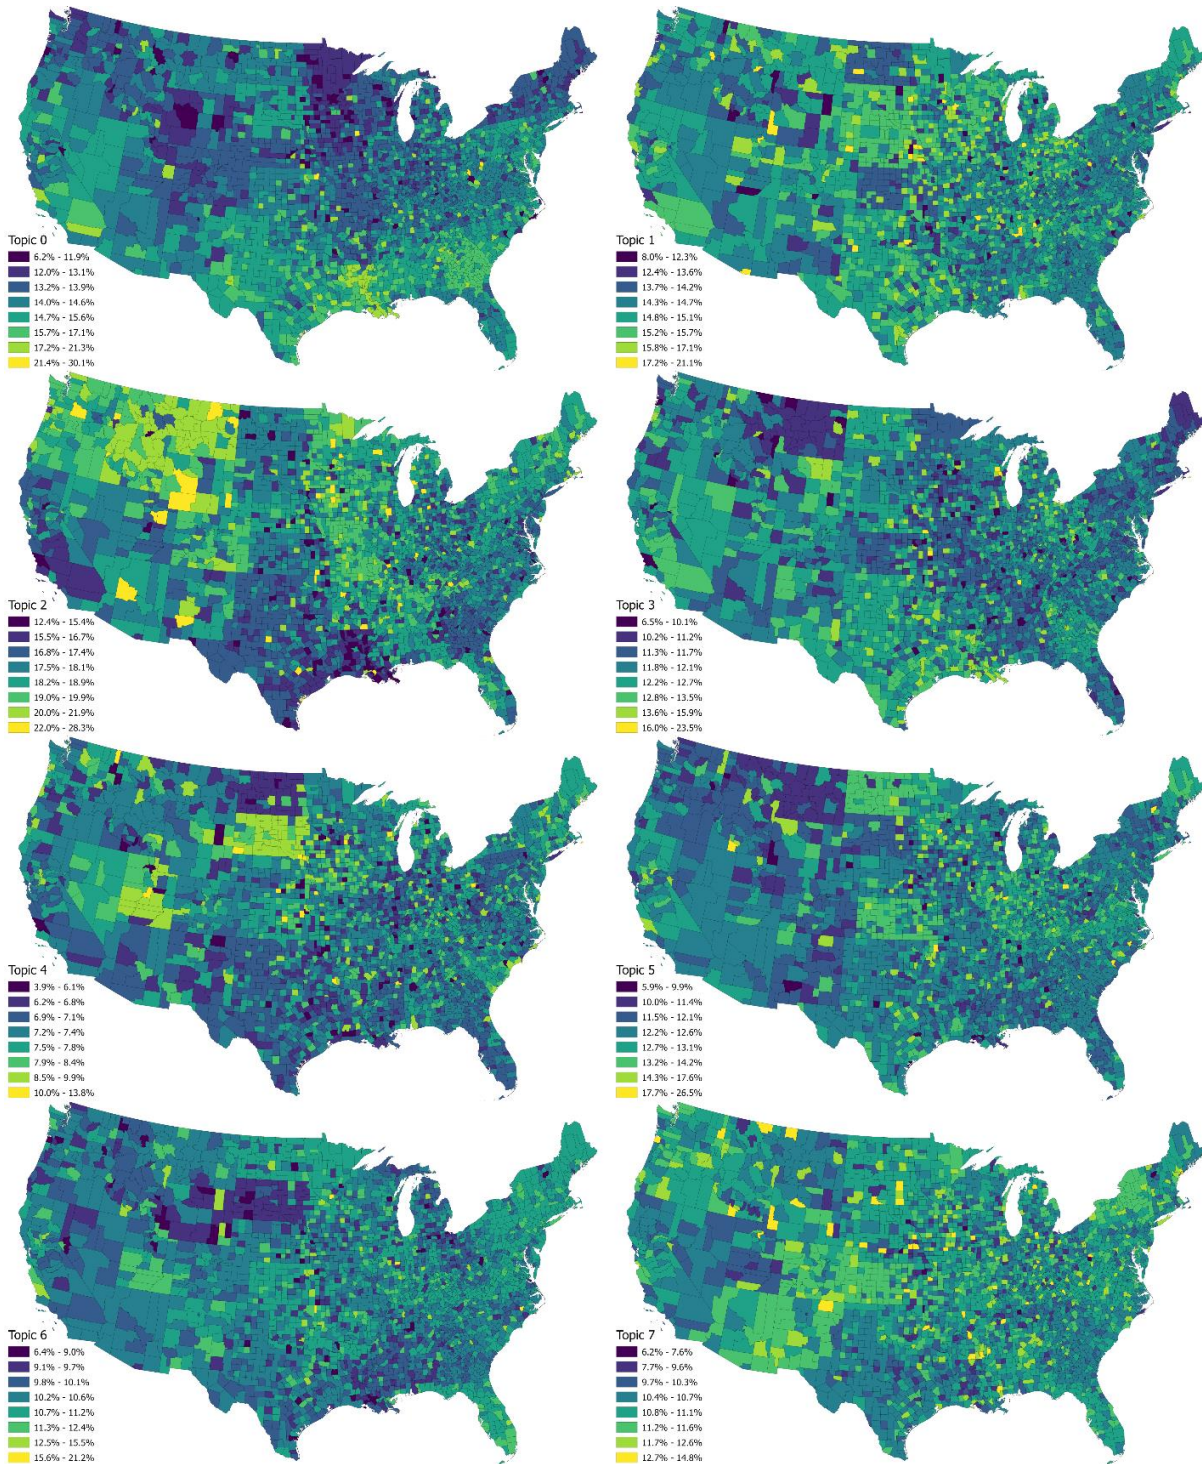 Topic 0
6.2% - 11.9%
12.0% - 13.1%
13.2% - 13.9%
14.0% - 14.6%
14.7% - 15.6%
15.7% - 17.1%
17.2% - 21.3%
21.4% - 30.1%
Topic 1
8.0% - 12.3%
12.4% - 13.6%
13.7% - 14.2%
14.3% - 14.7%
14.8% - 15.1%
15.2% - 15.7%
15.8% - 17.1%
17.2% - 21.1%
Topic 2
12.4% - 15.4%
15.5% - 16.7%
16.8% - 17.4%
17.5% - 18.1%
18.2% - 18.9%
19.0% - 19.9%
20.0% - 21.9%
22.0% - 28.3%
Topic 3
6.5% - 10.1%
10.2% - 11.2%
11.3% - 11.7%
11.8% - 12.1%
12.2% - 12.7%
12.8% - 13.5%
13.6% - 15.9%
16.0% - 23.5%
Topic 4
3.9% - 6.1%
6.2% - 6.8%
6.9% - 7.1%
7.2% - 7.4%
7.5% - 7.8%
7.9% - 8.4%
8.5% - 9.9%
10.0% - 13.8%
Topic 5
5.9% - 9.9%
10.0% - 11.4%
11.5% - 12.1%
12.2% - 12.6%
12.7% - 13.1%
13.2% - 14.2%
14.3% - 17.6%
17.7% - 26.5%
Topic 6
6.4% - 9.0%
9.1% - 9.7%
9.8% - 10.1%
10.2% - 10.6%
10.7% - 11.2%
11.3% - 12.4%
12.5% - 15.5%
15.6% - 21.2%
Topic 7
6.2% - 7.6%
7.7% - 9.6%
9.7% - 10.3%
10.4% - 10.7%
10.8% - 11.1%
11.2% - 11.6%
11.7% - 12.6%
12.7% - 14.8%